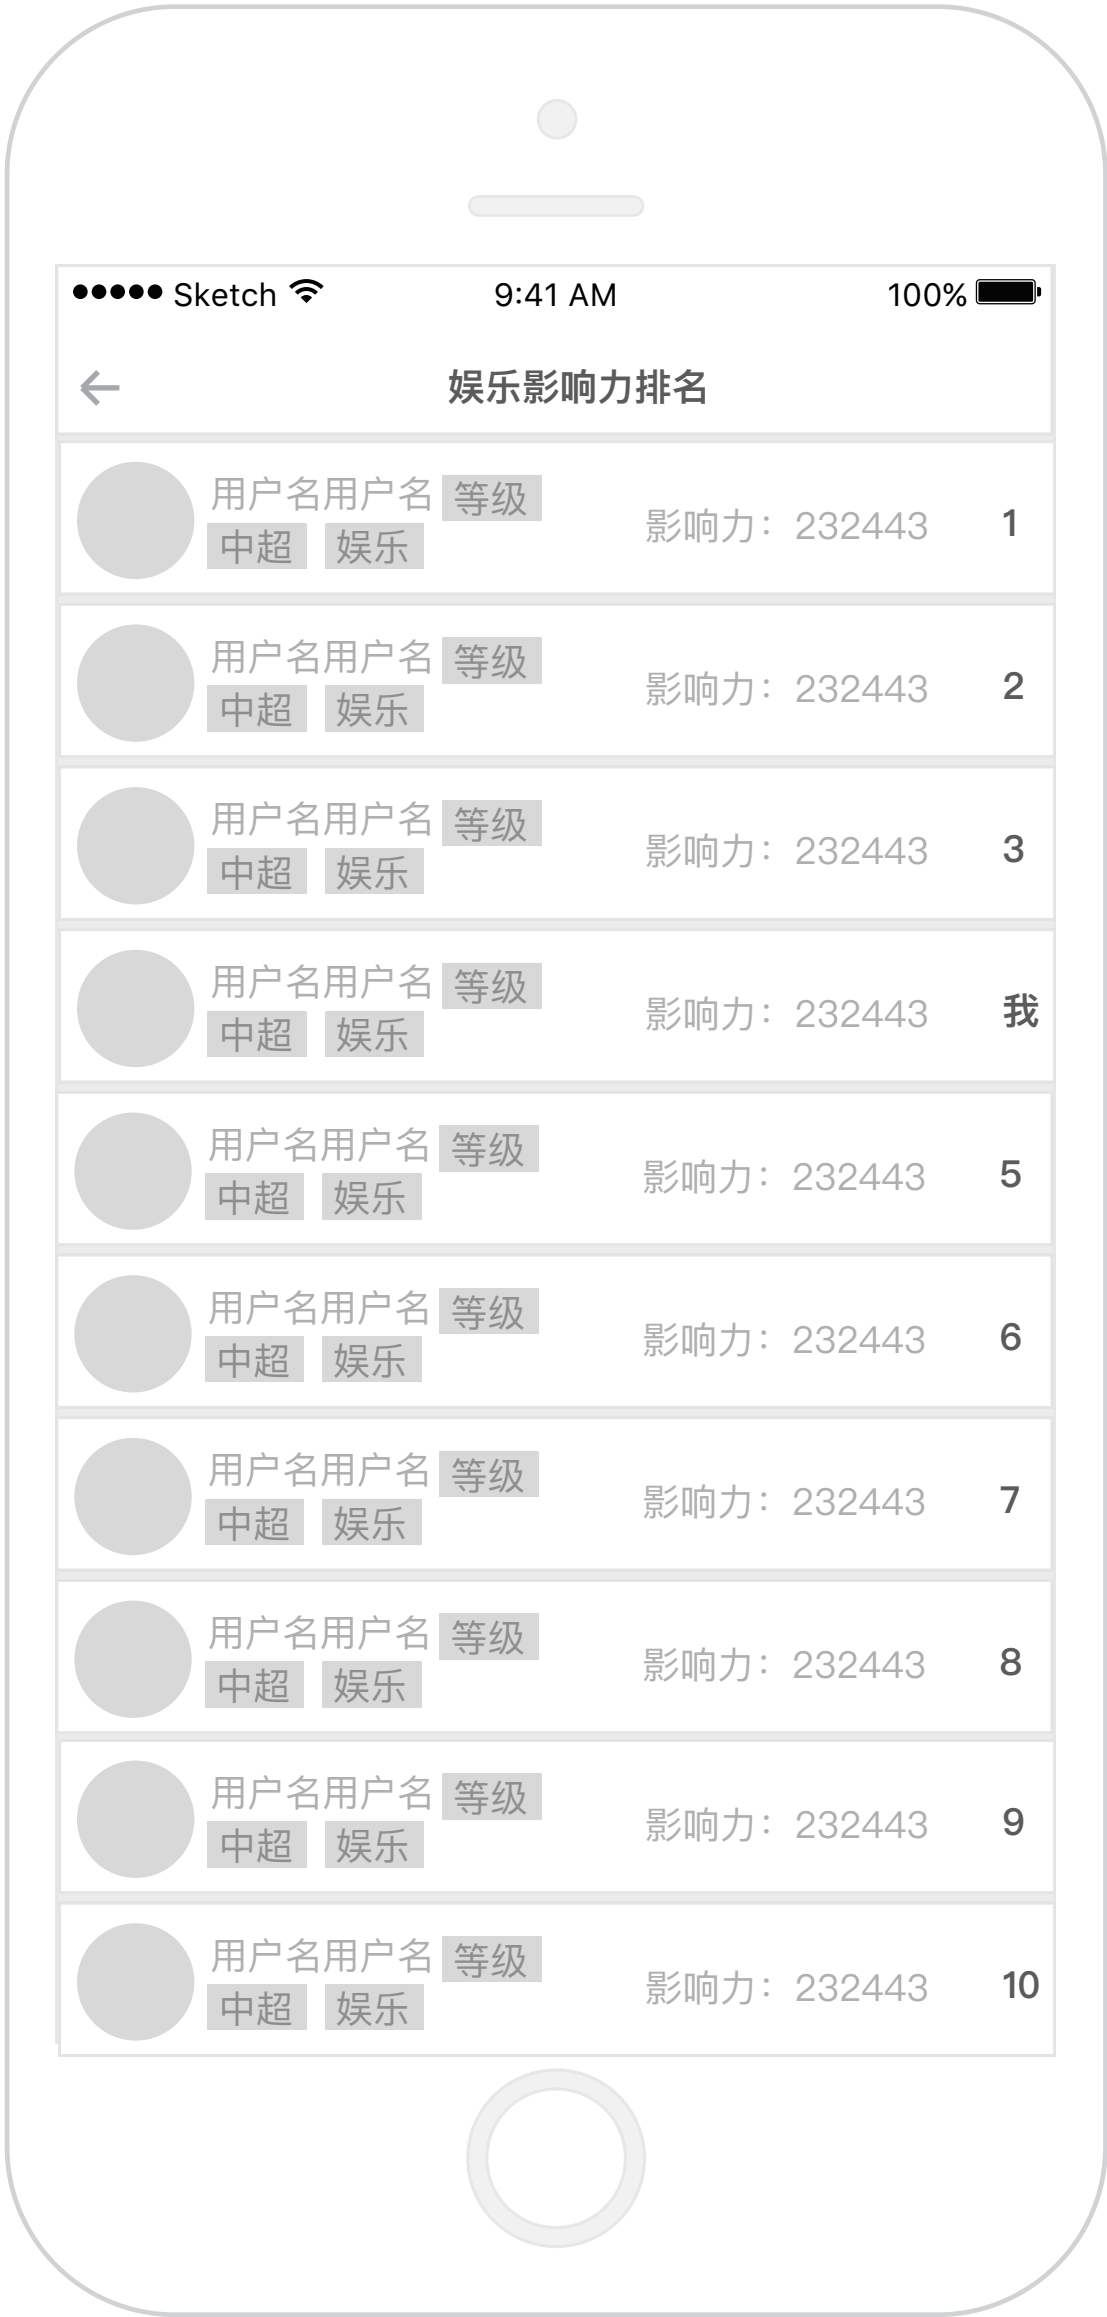 Sketch 9:41 AM 100%
娱乐影响力排名
用户名用户名 等级
中超 娱乐
影响力：232443
1
用户名用户名 等级
中超 娱乐
影响力：232443
2
用户名用户名 等级
中超 娱乐
影响力：232443
3
用户名用户名 等级
中超 娱乐
影响力：232443
我
用户名用户名 等级
中超 娱乐
影响力：232443
5
用户名用户名 等级
中超 娱乐
影响力：232443
6
用户名用户名 等级
中超 娱乐
影响力：232443
7
用户名用户名 等级
中超 娱乐
影响力：232443
8
用户名用户名 等级
中超 娱乐
影响力：232443
9
用户名用户名 等级
中超 娱乐
影响力：232443
10